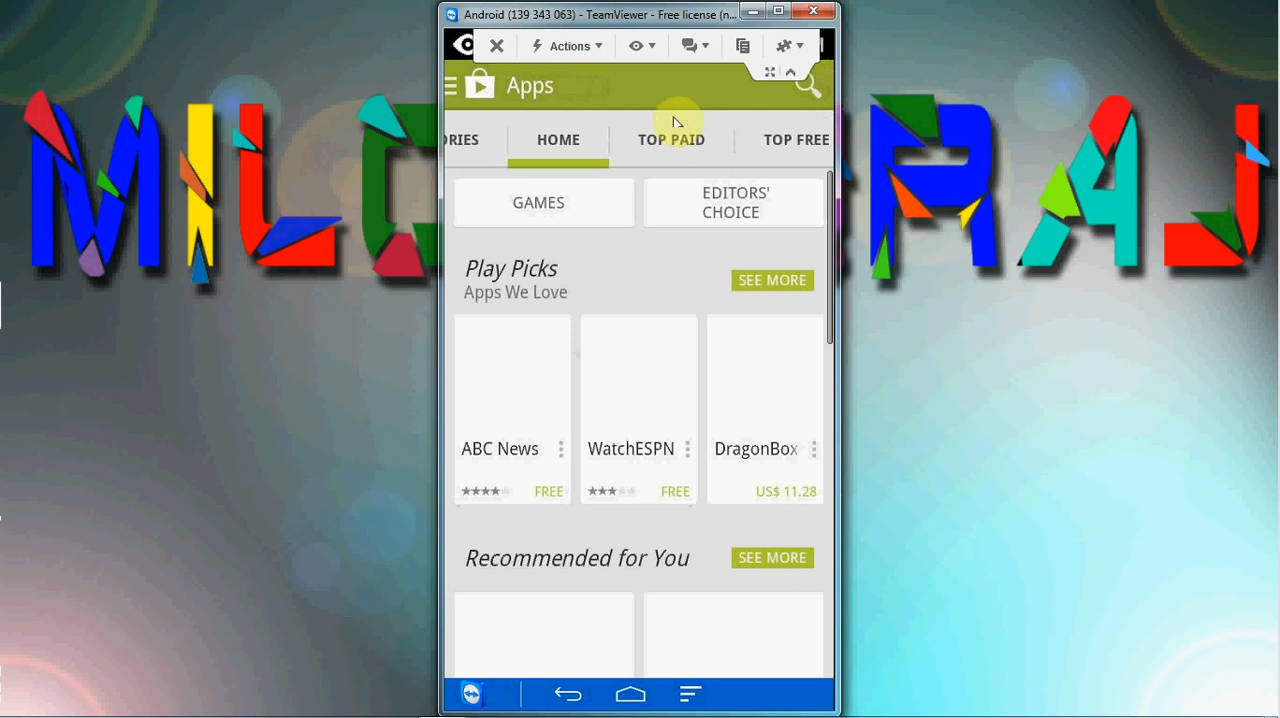 Android (139 343 063) - TeamViewer - Free license (n...
Actions
Apps
ORIES
HOME
TOP PAID
TOP FREE
GAMES
EDITORS'
CHOICE
Play Picks
Apps We Love
SEE MORE
ABC News
WatchESPN
DragonBox
FREE
FREE
US$ 11.28
Recommended for You
SEE MORE